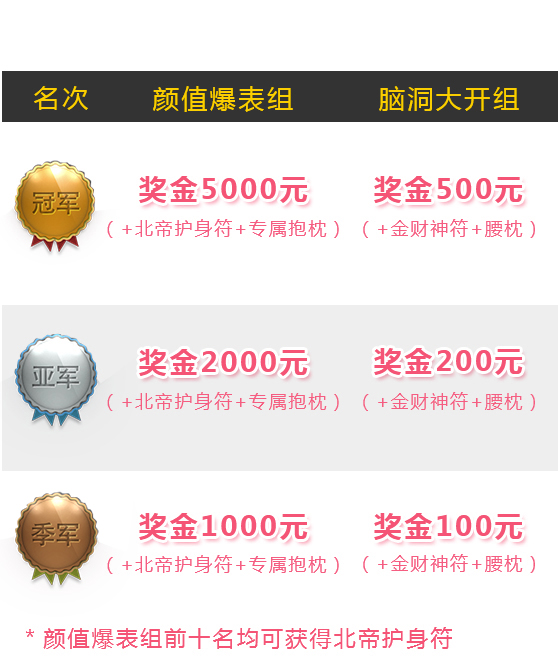 名次 颜值爆表组 脑洞大开组
冠军 奖金5000元 奖金500元
(+北帝护身符+专属抱枕) (+金财神符+腰枕)
亚军 奖金2000元 奖金200元
(+北帝护身符+专属抱枕) (+金财神符+腰枕)
季军 奖金1000元 奖金100元
(+北帝护身符+专属抱枕) (+金财神符+腰枕)
* 颜值爆表组前十名均可获得北帝护身符